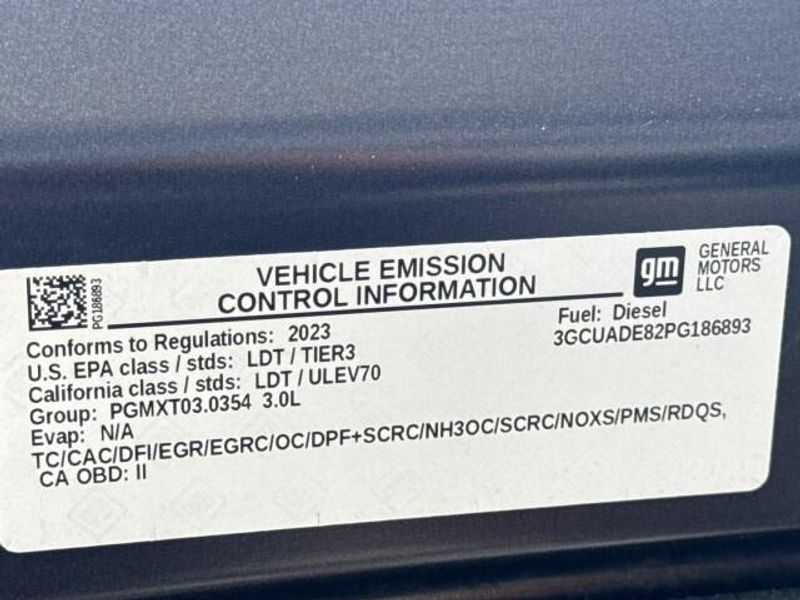 VEHICLE EMISSION
CONTROL INFORMATION
gm
GENERAL
MOTORS
LLC
PG186893
Conforms to Regulations: 2023
U.S. EPA class / stds: LDT / TIER3
California class / stds: LDT / ULEV70
Group: PGMXT03.0354 3.0L
Evap: N/A
Fuel: Diesel
3GCUADE82PG186893
TC/CAC/DFI/EGR/EGRC/OC/DPF+SCRC/NH3OC/SCRC/NOXS/PMS/RDQS,
CA OBD: II